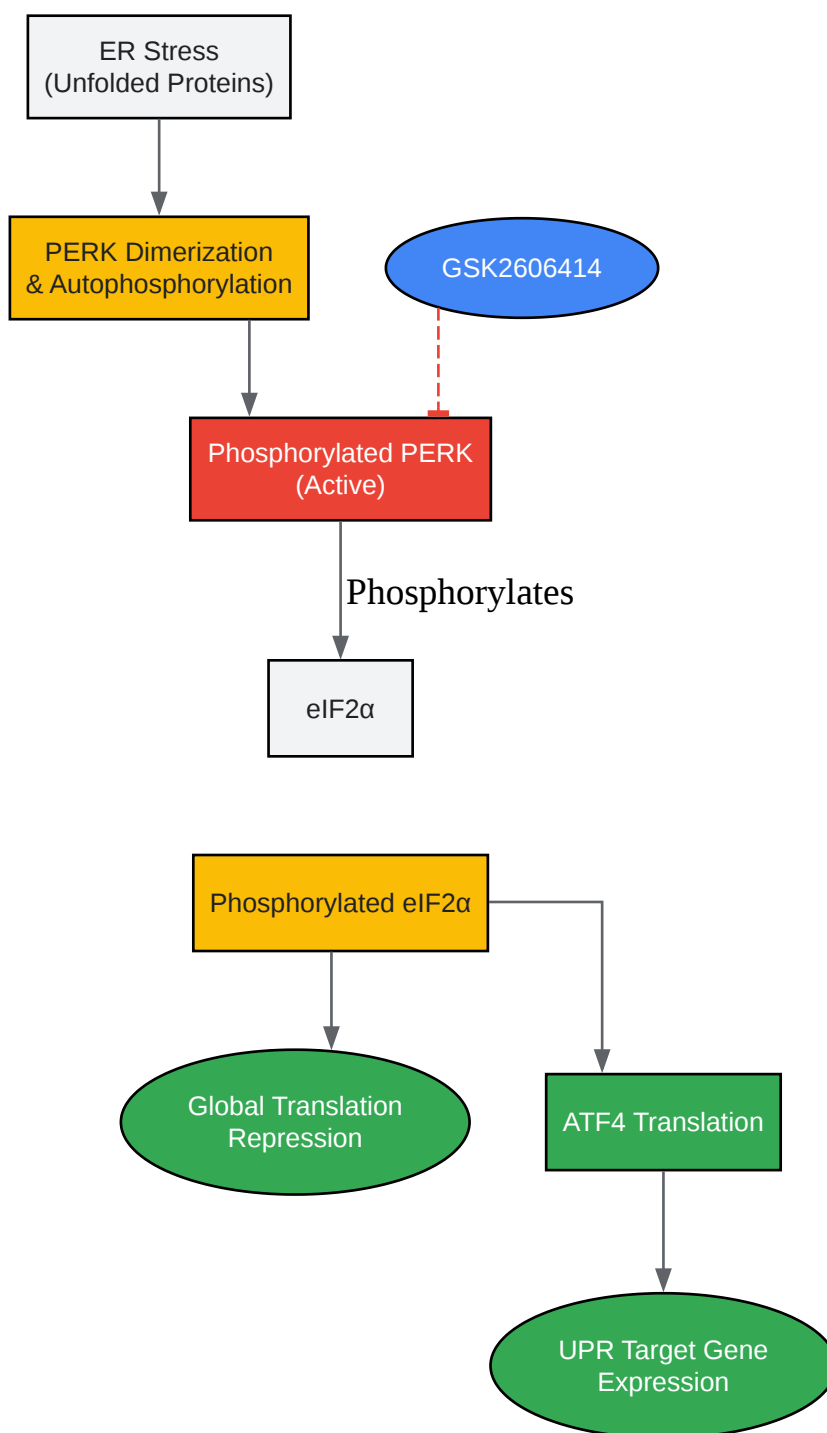 ER Stress
(Unfolded Proteins)
PERK Dimerization
& Autophosphorylation
GSK2606414
Phosphorylated PERK
(Active)
Phosphorylates
eIF2α
Phosphorylated eIF2α
Global Translation
Repression
ATF4 Translation
UPR Target Gene
Expression